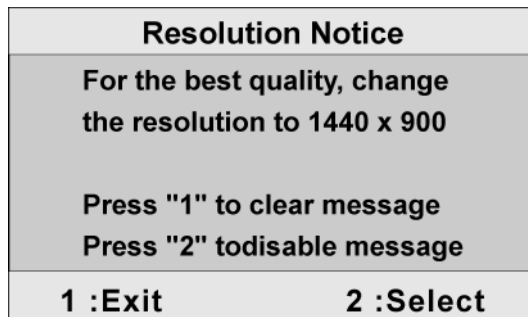 Resolution Notice
For the best quality, change
the resolution to 1440 x 900
Press "1" to clear message
Press "2" todisable message
1 :Exit 2 :Select